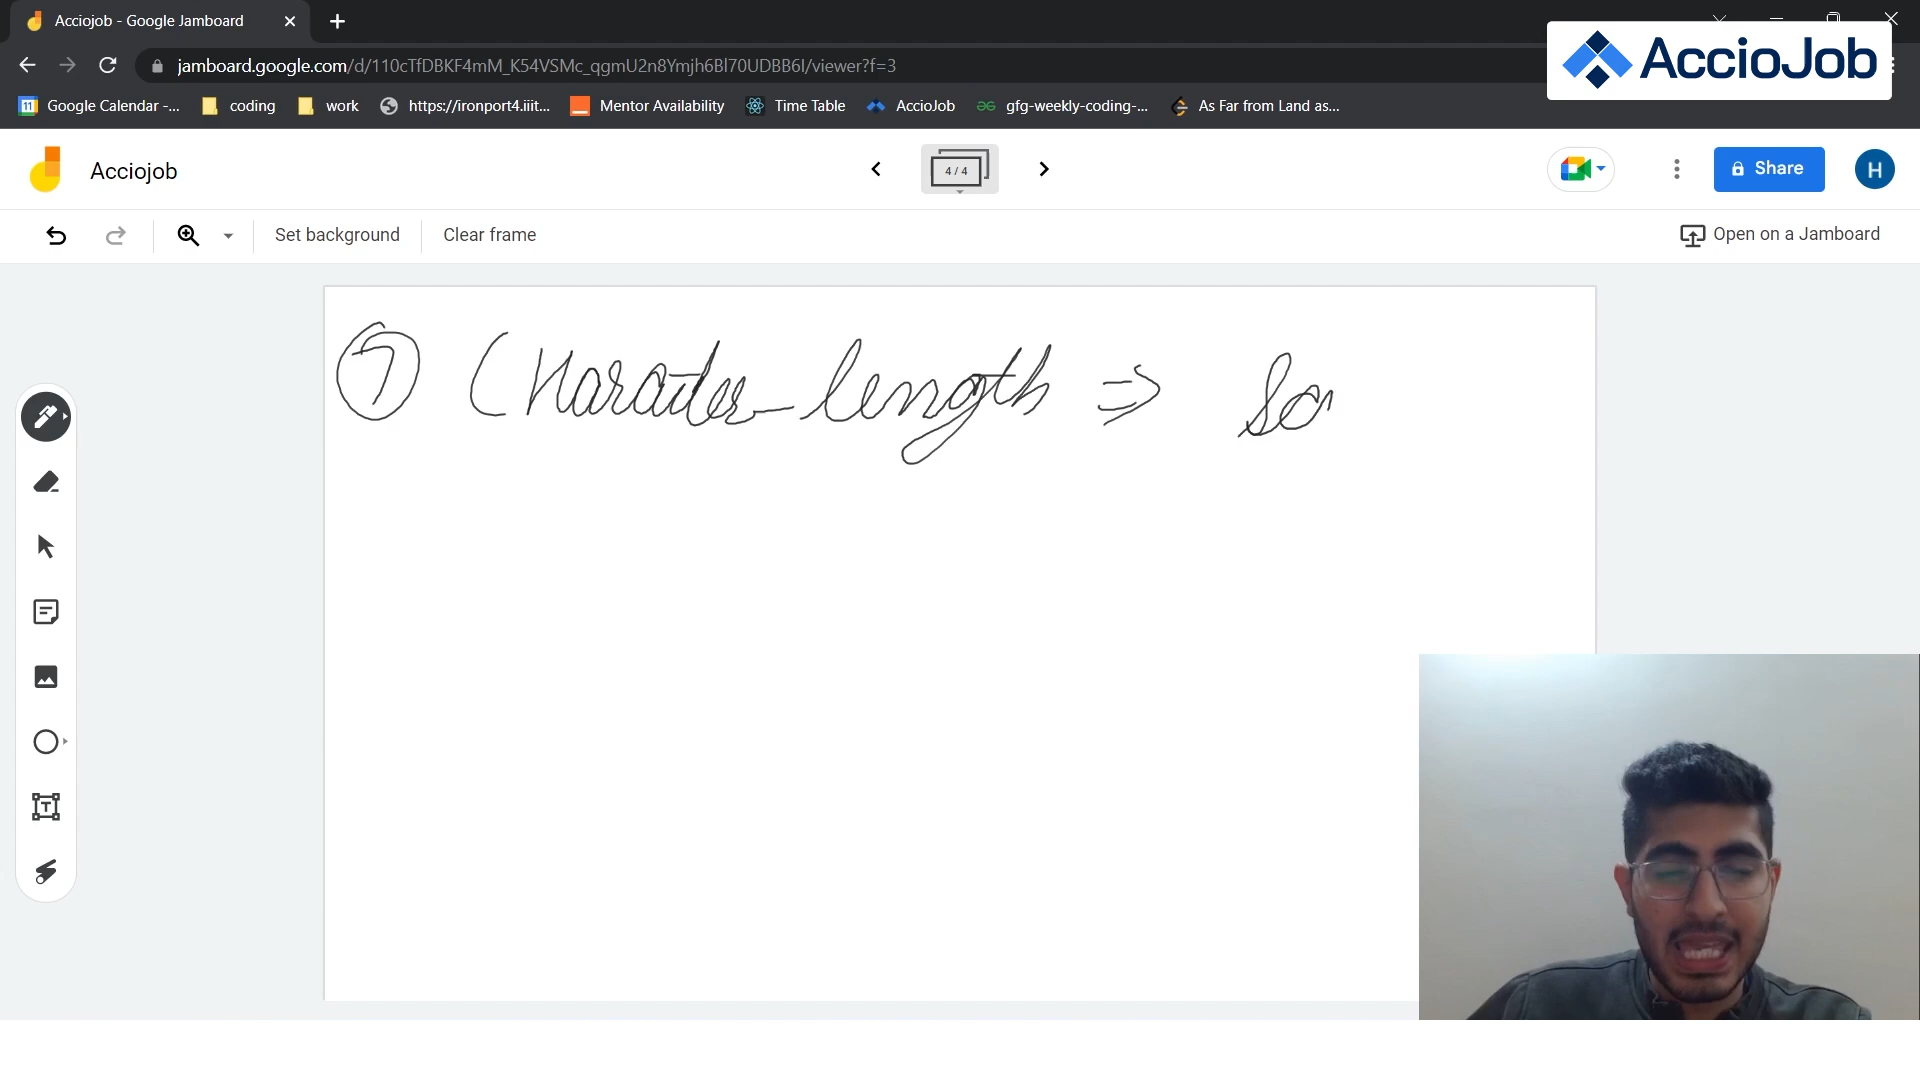 Acciojob - Google Jamboard
jamboard.google.com/d/110cTfDBKF4mM_K54VSMc_qgmU2n8Ymjh6Bl70UDBB6I/viewer?f=3
AccioJob
Google Calendar -... coding work https://ironport4.iiit... Mentor Availability Time Table AccioJob gfg-weekly-coding-... As Far from Land as...
Acciojob
4 / 4
Share
H
Set background Clear frame
Open on a Jamboard
7 Character_length ⇒